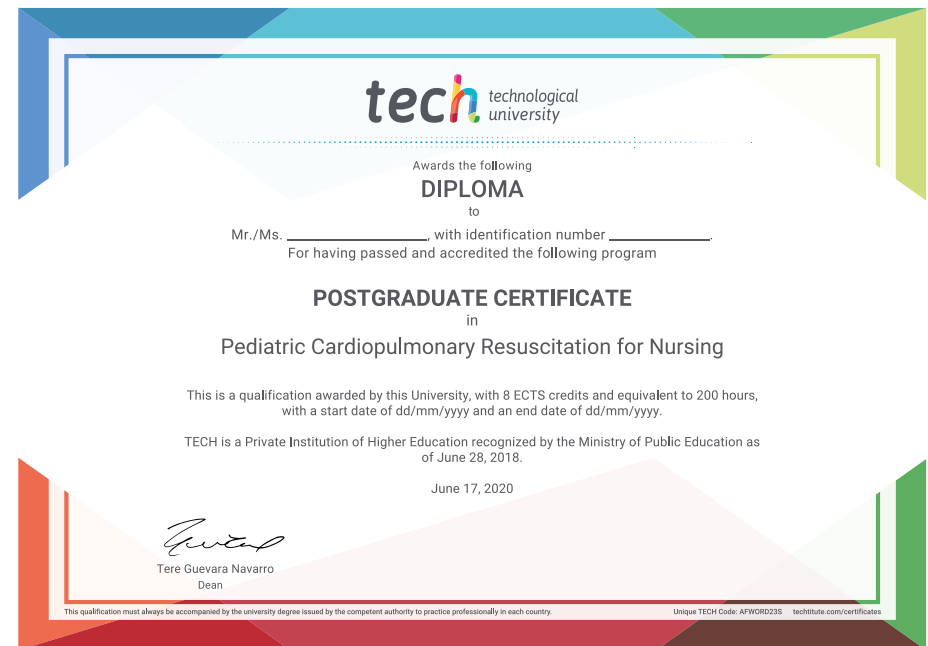 tech technological
university
Awards the following
DIPLOMA
to
Mr./Ms. ____________, with identification number ____________.
For having passed and accredited the following program
POSTGRADUATE CERTIFICATE
in
Pediatric Cardiopulmonary Resuscitation for Nursing
This is a qualification awarded by this University, with 8 ECTS credits and equivalent to 200 hours,
with a start date of dd/mm/yyyy and an end date of dd/mm/yyyy.
TECH is a Private Institution of Higher Education recognized by the Ministry of Public Education as
of June 28, 2018.
June 17, 2020
Tere Guevara Navarro
Dean
This qualification must always be accompanied by the university degree issued by the competent authority to practice professionally in each country. Unique TECH Code: AFWORD23S techtitute.com/certificates